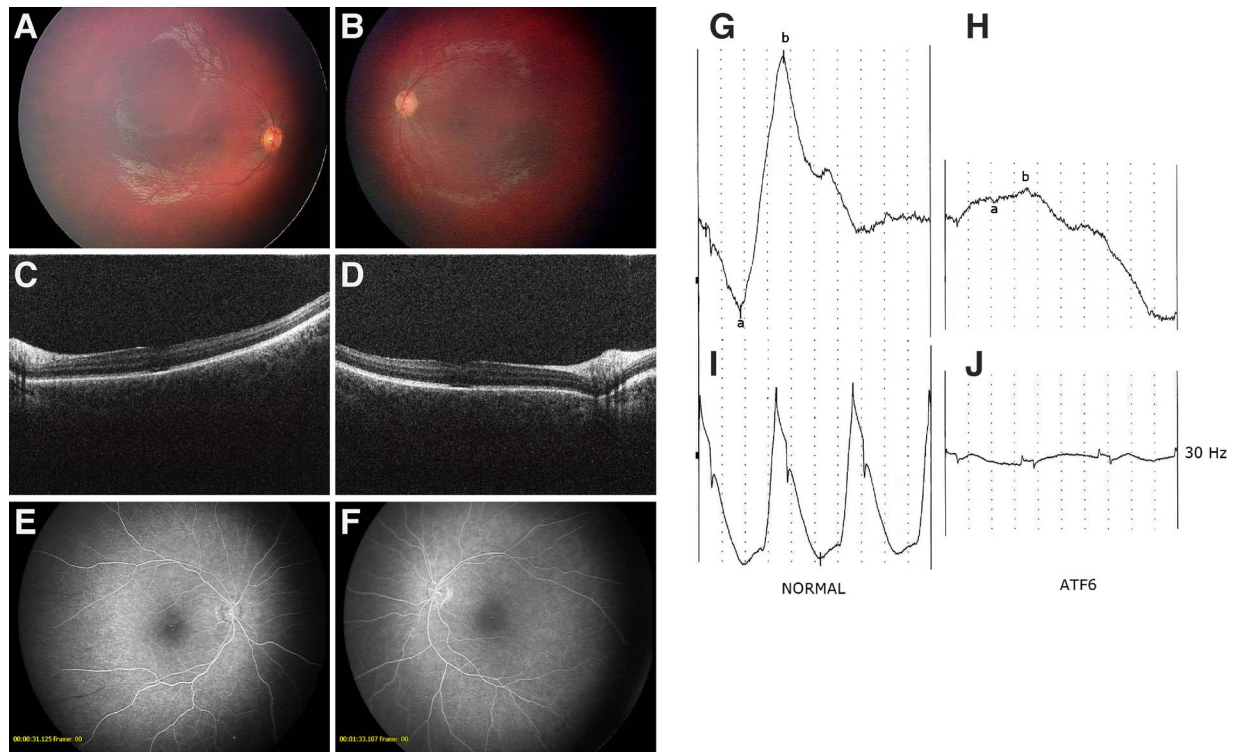 A
B
C
D
E
00:00:31.125 Frame: 00
F
00:01:33.187 Frame: 00
G
b
a
H
b
a
I
J
30 Hz
NORMAL
ATF6